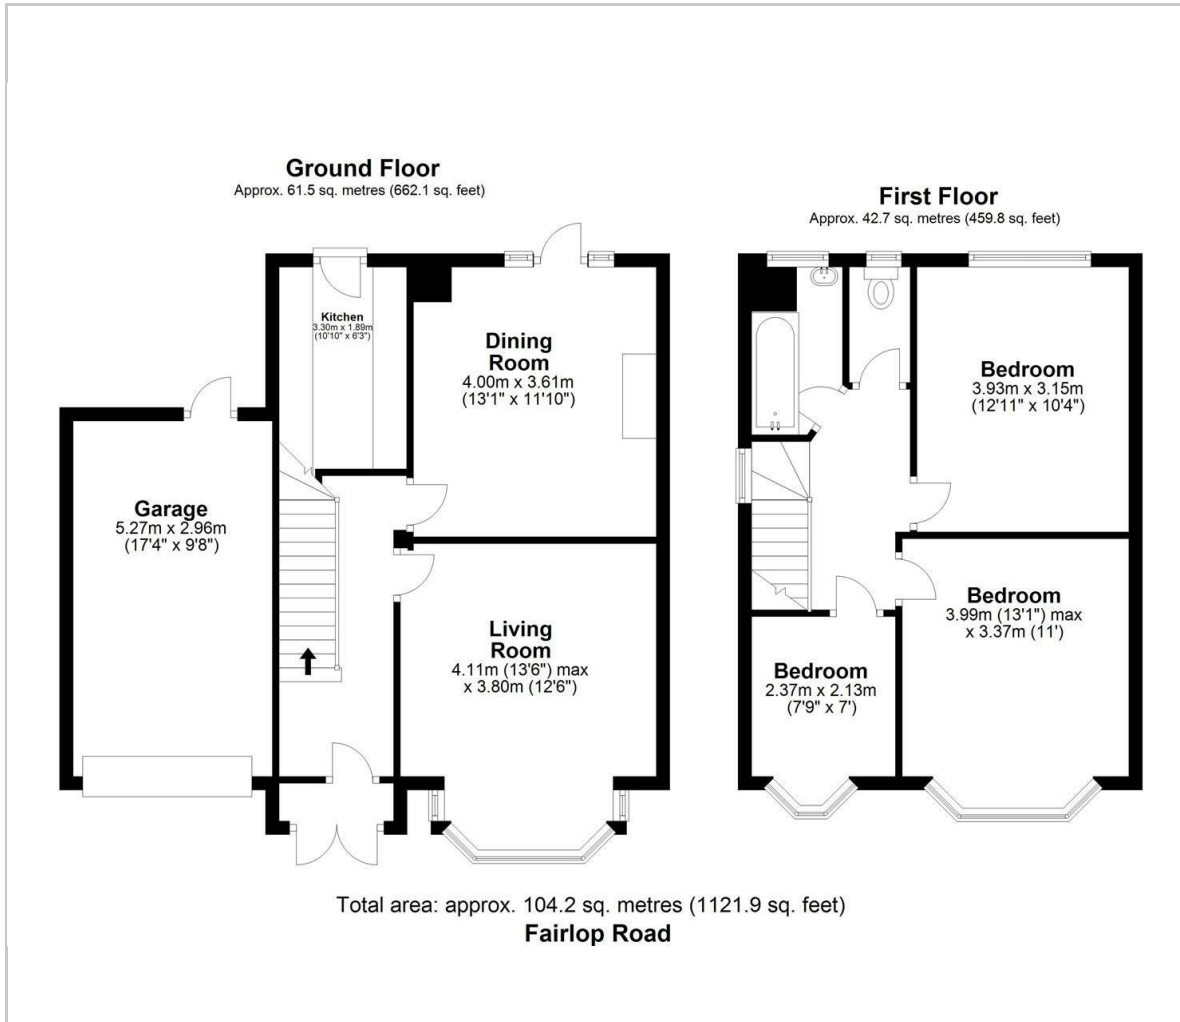 Ground Floor
Approx. 61.5 sq. metres (662.1 sq. feet)
Kitchen
3.30m x 1.89m
(10'10" x 6'3")
Dining
Room
4.00m x 3.61m
(13'1" x 11'10")
Garage
5.27m x 2.96m
(17'4" x 9'8")
Living
Room
4.11m (13'6") max
x 3.80m (12'6")
First Floor
Approx. 42.7 sq. metres (459.8 sq. feet)
Bedroom
3.93m x 3.15m
(12'11" x 10'4")
Bedroom
3.99m (13'1") max
x 3.37m (11')
Bedroom
2.37m x 2.13m
(7'9" x 7')
Total area: approx. 104.2 sq. metres (1121.9 sq. feet)
Fairlop Road